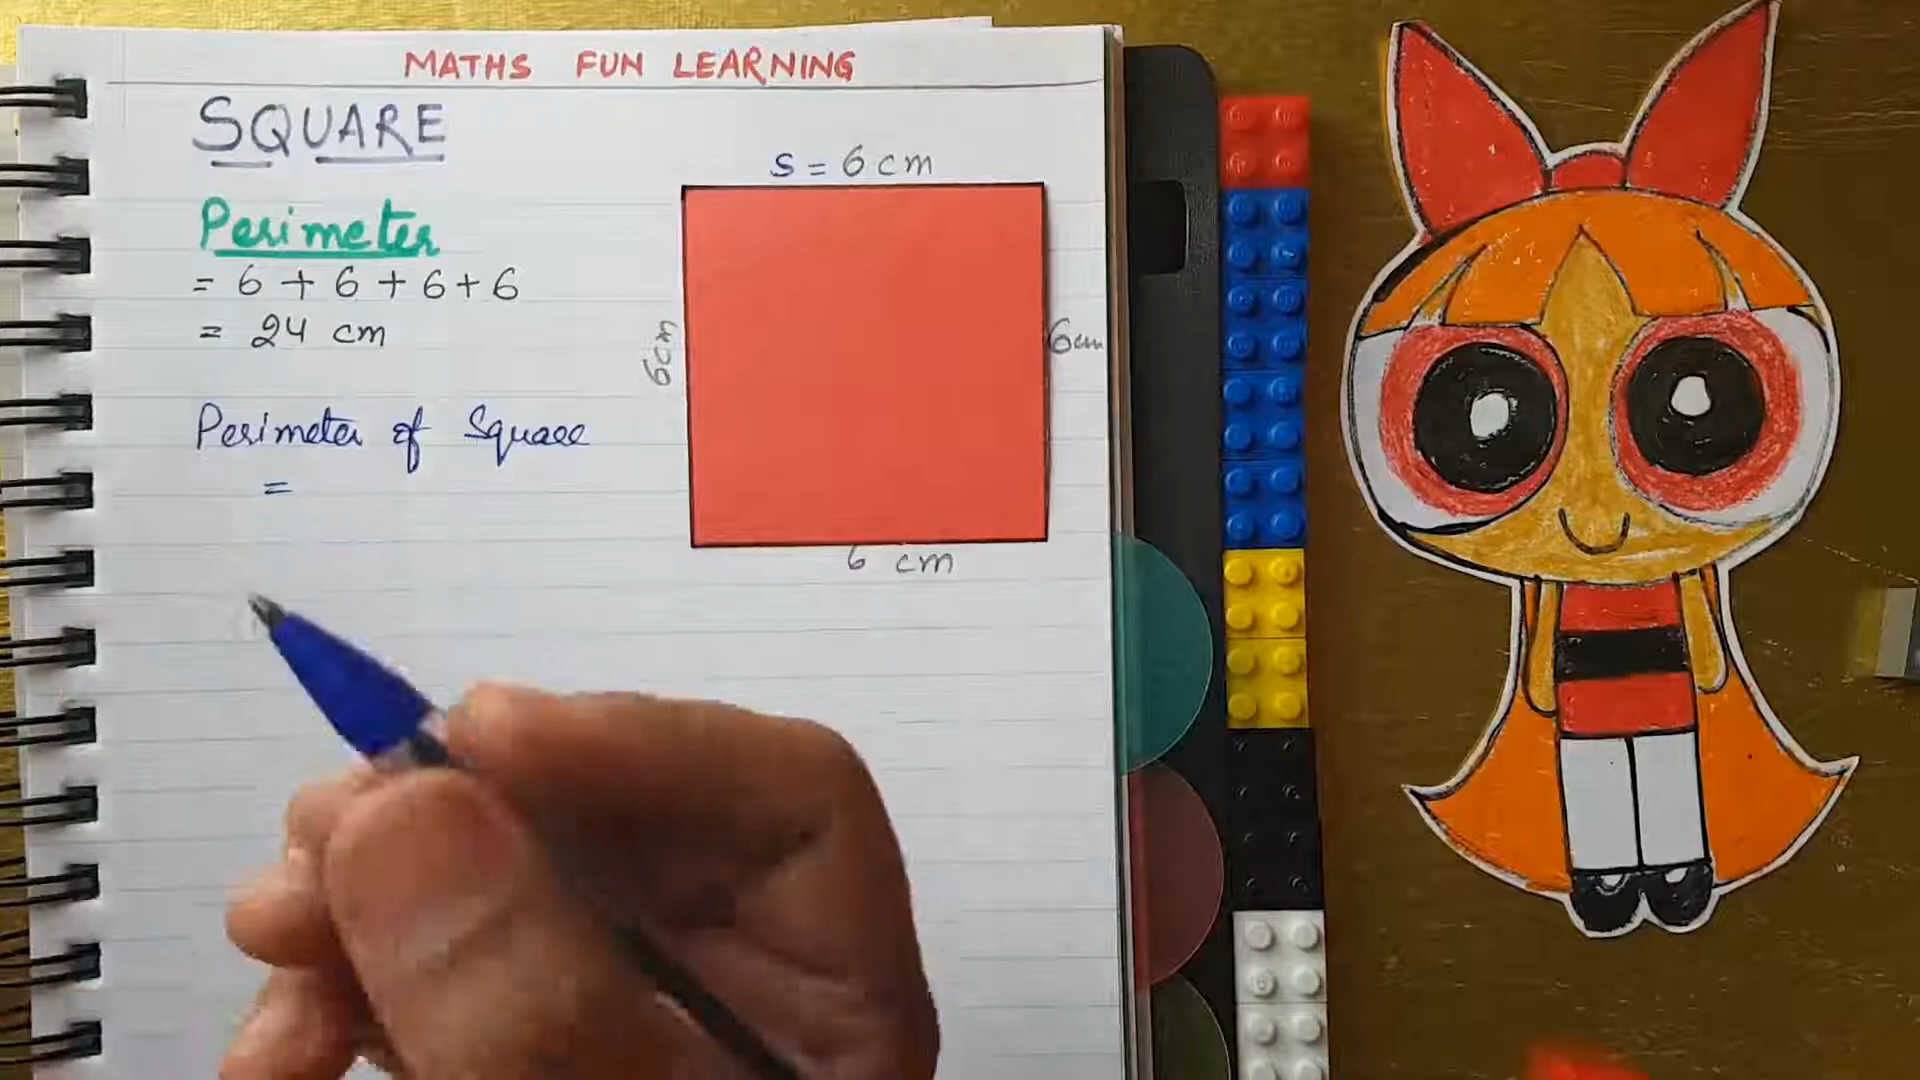 MATHS FUN LEARNING
SQUARE
s = 6 cm
Perimeter
= 6 + 6 + 6 + 6
= 24 cm
6cm
6cm
Perimeter of Square
=
6 cm